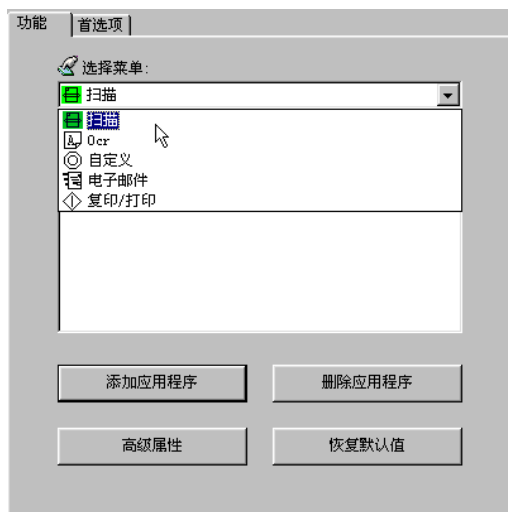 功能 首选项
选择菜单:
扫描
扫描
Ocr
自定义
电子邮件
复印/打印
添加应用程序 删除应用程序
高级属性 恢复默认值